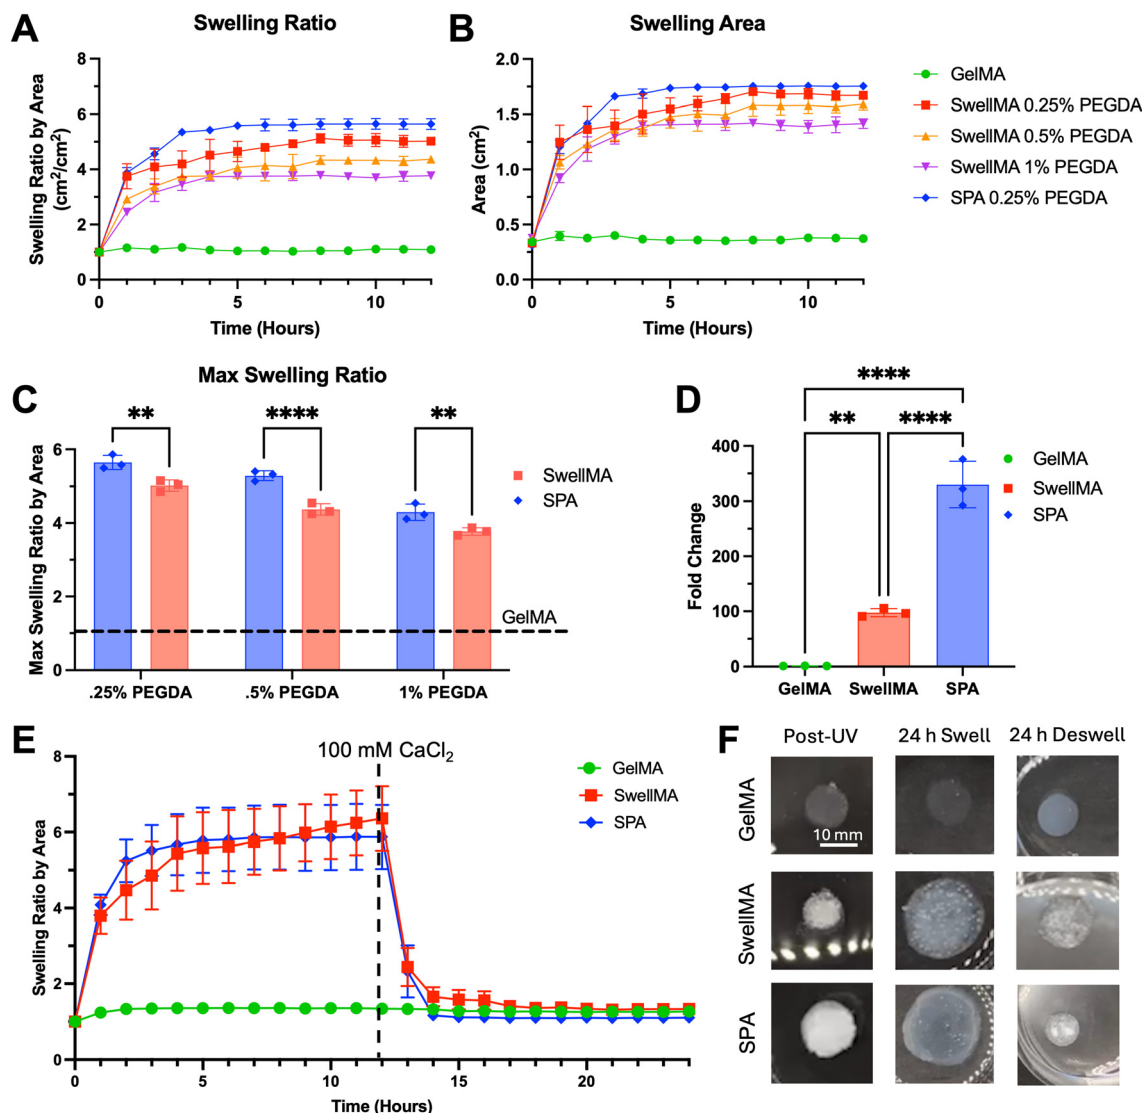 A
Swelling Ratio
Swelling Ratio by Area
(cm²/cm²)
8
6
4
2
0
0
5
10
Time (Hours)
B
Swelling Area
Area (cm²)
2.0
1.5
1.0
0.5
0.0
0
5
10
Time (Hours)
GelMA
SwellMA 0.25% PEGDA
SwellMA 0.5% PEGDA
SwellMA 1% PEGDA
SPA 0.25% PEGDA
C
Max Swelling Ratio
Max Swelling Ratio by Area
** **** **
6
4
2
0
SwellMA
SPA
GelMA
.25% PEGDA .5% PEGDA 1% PEGDA
D
****
** ****
Fold Change
400
300
200
100
0
GelMA
SwellMA
SPA
GelMA SwellMA SPA
E
100 mM CaCl₂
Swelling Ratio by Area
8
6
4
2
0
GelMA
SwellMA
SPA
0 5 10 15 20
Time (Hours)
F
Post-UV 24 h Swell 24 h Deswell
GelMA
10 mm
SwellMA
SPA